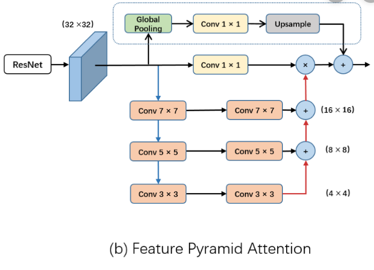 Global
Pooling
Conv 1 × 1
Upsample
(32 ×32)
ResNet
Conv 1 × 1
×
+
Conv 7 × 7
Conv 7 × 7
+
(16 × 16)
Conv 5 × 5
Conv 5 × 5
+
(8 × 8)
Conv 3 × 3
Conv 3 × 3
(4 × 4)
(b) Feature Pyramid Attention